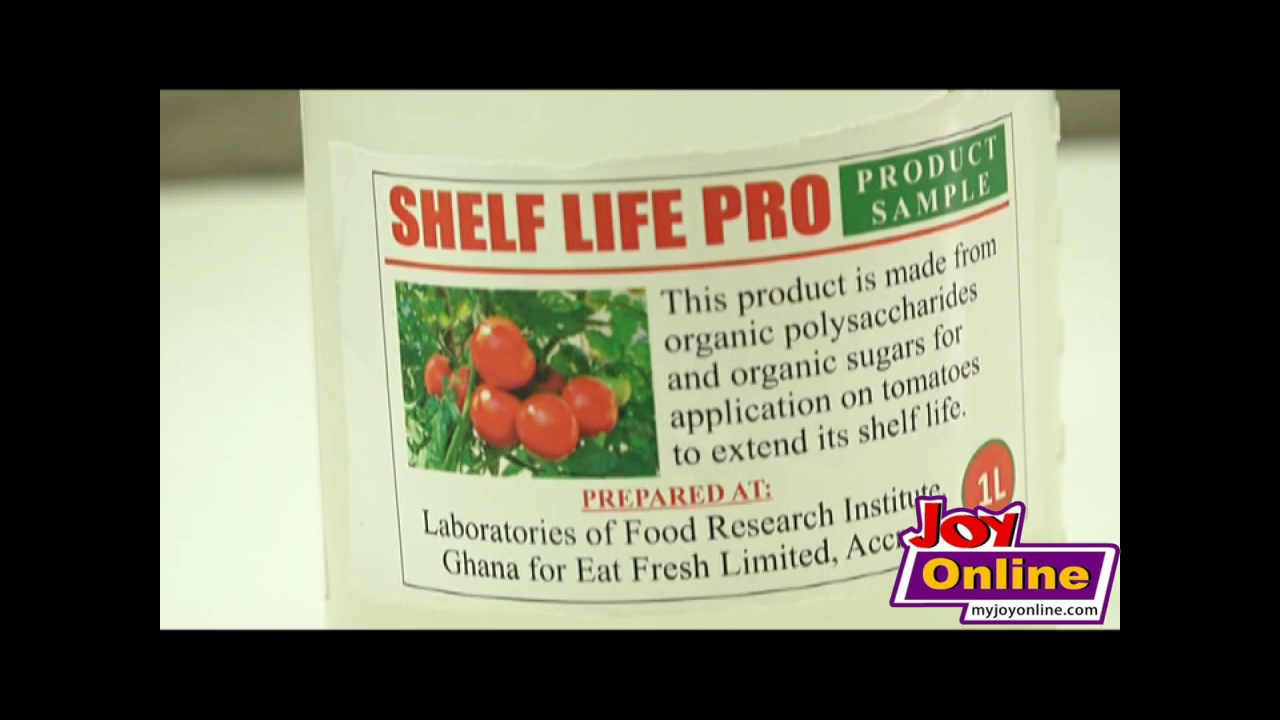 SHELF LIFE PRO
PRODUCT
SAMPLE
This product is made from
organic polysaccharides
and organic sugars for
application on tomatoes
to extend its shelf life.
PREPARED AT:
Laboratories of Food Research Institute,
Ghana for Eat Fresh Limited,
1L
Joy
Online
myjoyonline.com